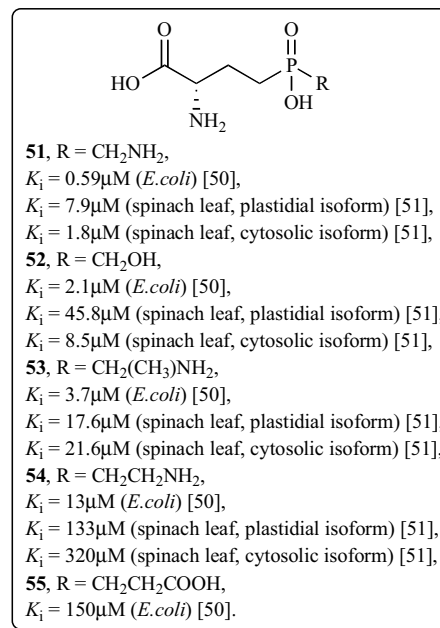 O O
HO P R
OH
NH₂
51, R = CH₂NH₂,
Kᵢ = 0.59μM (E.coli) [50],
Kᵢ = 7.9μM (spinach leaf, plastidial isoform) [51],
Kᵢ = 1.8μM (spinach leaf, cytosolic isoform) [51],
52, R = CH₂OH,
Kᵢ = 2.1μM (E.coli) [50],
Kᵢ = 45.8μM (spinach leaf, plastidial isoform) [51],
Kᵢ = 8.5μM (spinach leaf, cytosolic isoform) [51],
53, R = CH₂(CH₃)NH₂,
Kᵢ = 3.7μM (E.coli) [50],
Kᵢ = 17.6μM (spinach leaf, plastidial isoform) [51],
Kᵢ = 21.6μM (spinach leaf, cytosolic isoform) [51],
54, R = CH₂CH₂NH₂,
Kᵢ = 13μM (E.coli) [50],
Kᵢ = 133μM (spinach leaf, plastidial isoform) [51],
Kᵢ = 320μM (spinach leaf, cytosolic isoform) [51],
55, R = CH₂CH₂COOH,
Kᵢ = 150μM (E.coli) [50].